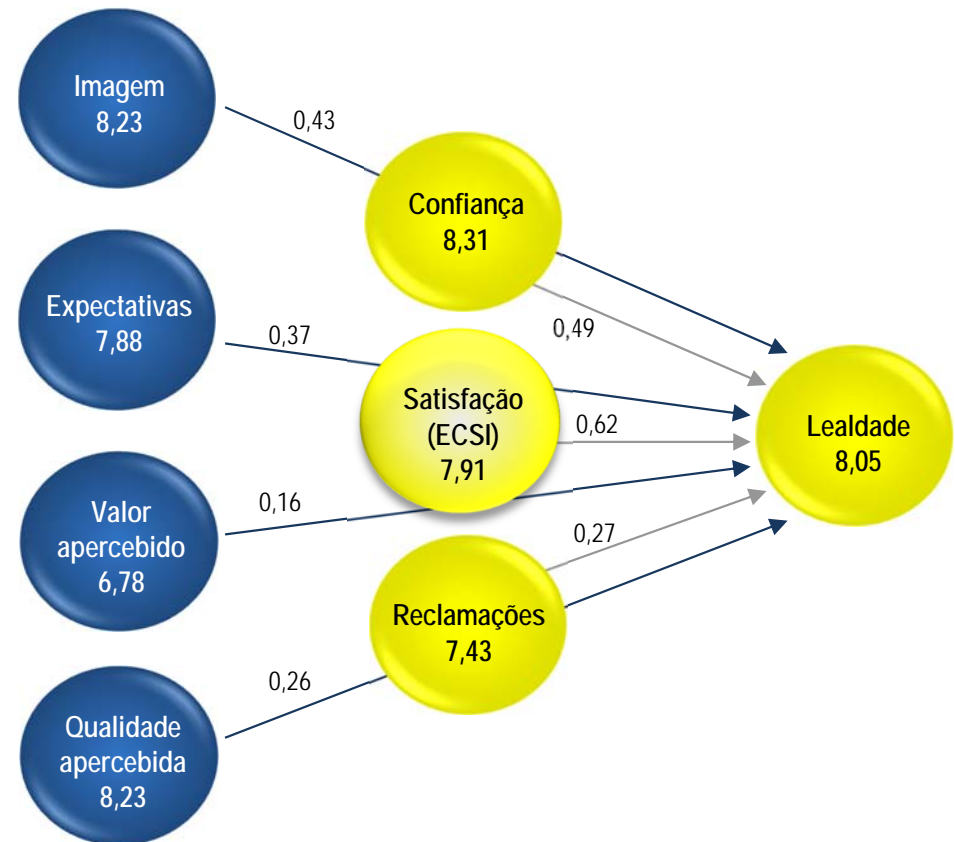 Imagem
8,23
0,43
Confiança
8,31
Expectativas
7,88
0,37
0,49
Satisfação
(ECSI)
7,91
0,62
Lealdade
8,05
Valor
apercebido
6,78
0,16
0,27
Reclamações
7,43
0,26
Qualidade
apercebida
8,23